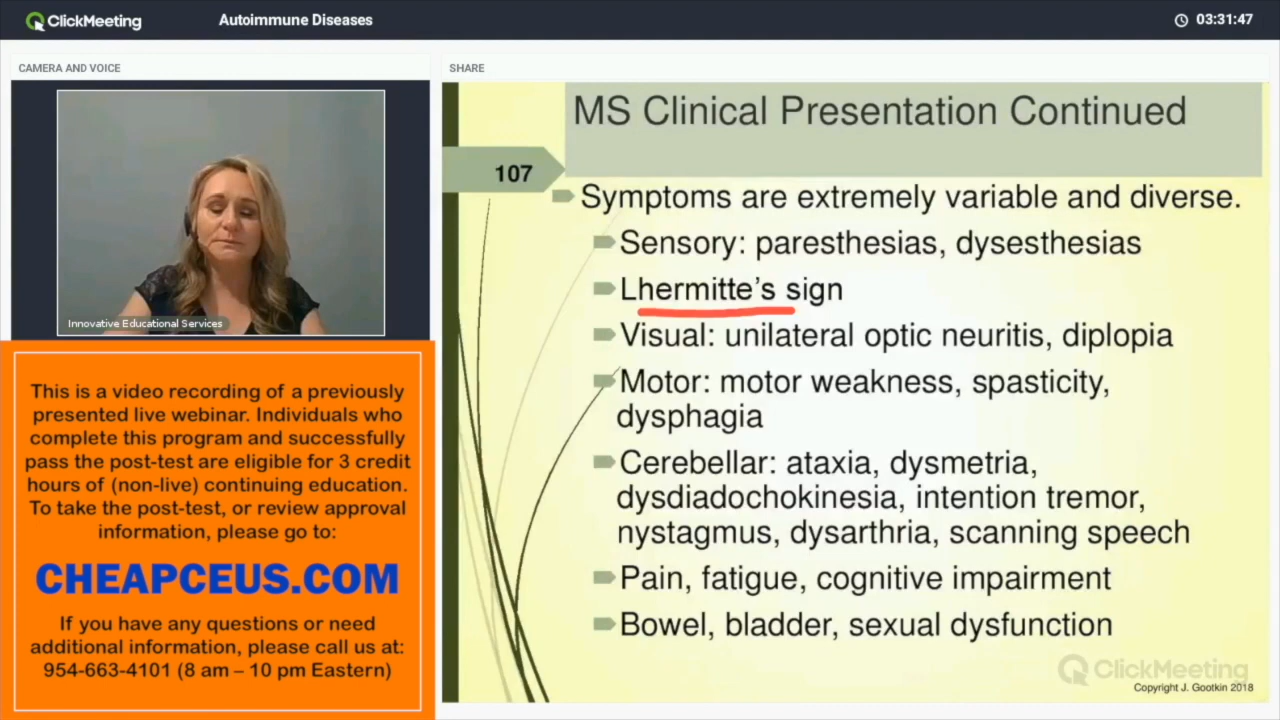 ClickMeeting
Autoimmune Diseases
03:31:47
CAMERA AND VOICE
SHARE
Innovative Educational Services
This is a video recording of a previously
presented live webinar. Individuals who
complete this program and successfully
pass the post-test are eligible for 3 credit
hours of (non-live) continuing education.
To take the post-test, or review approval
information, please go to:
CHEAPCEUS.COM
If you have any questions or need
additional information, please call us at:
954-663-4101 (8 am – 10 pm Eastern)
MS Clinical Presentation Continued
107
Symptoms are extremely variable and diverse.
Sensory: paresthesias, dysesthesias
Lhermitte's sign
Visual: unilateral optic neuritis, diplopia
Motor: motor weakness, spasticity,
dysphagia
Cerebellar: ataxia, dysmetria,
dysdiadochokinesia, intention tremor,
nystagmus, dysarthria, scanning speech
Pain, fatigue, cognitive impairment
Bowel, bladder, sexual dysfunction
ClickMeeting
Copyright J. Gootkin 2018